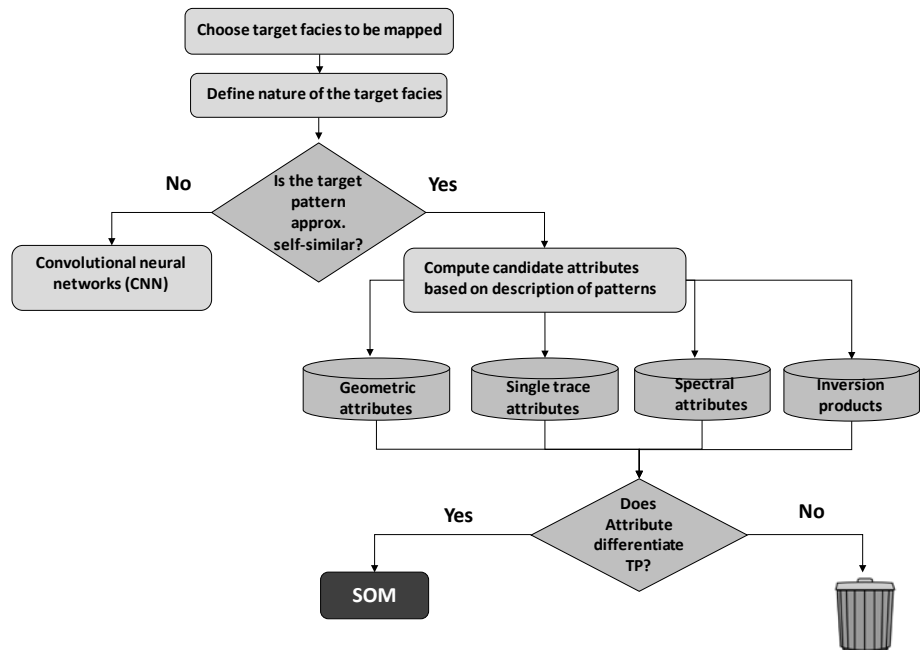 Choose target facies to be mapped
Define nature of the target facies
Is the target
pattern
approx.
self-similar?
No
Yes
Convolutional neural
networks (CNN)
Compute candidate attributes
based on description of patterns
Geometric
attributes
Single trace
attributes
Spectral
attributes
Inversion
products
Does
Attribute
differentiate
TP?
Yes
No
SOM